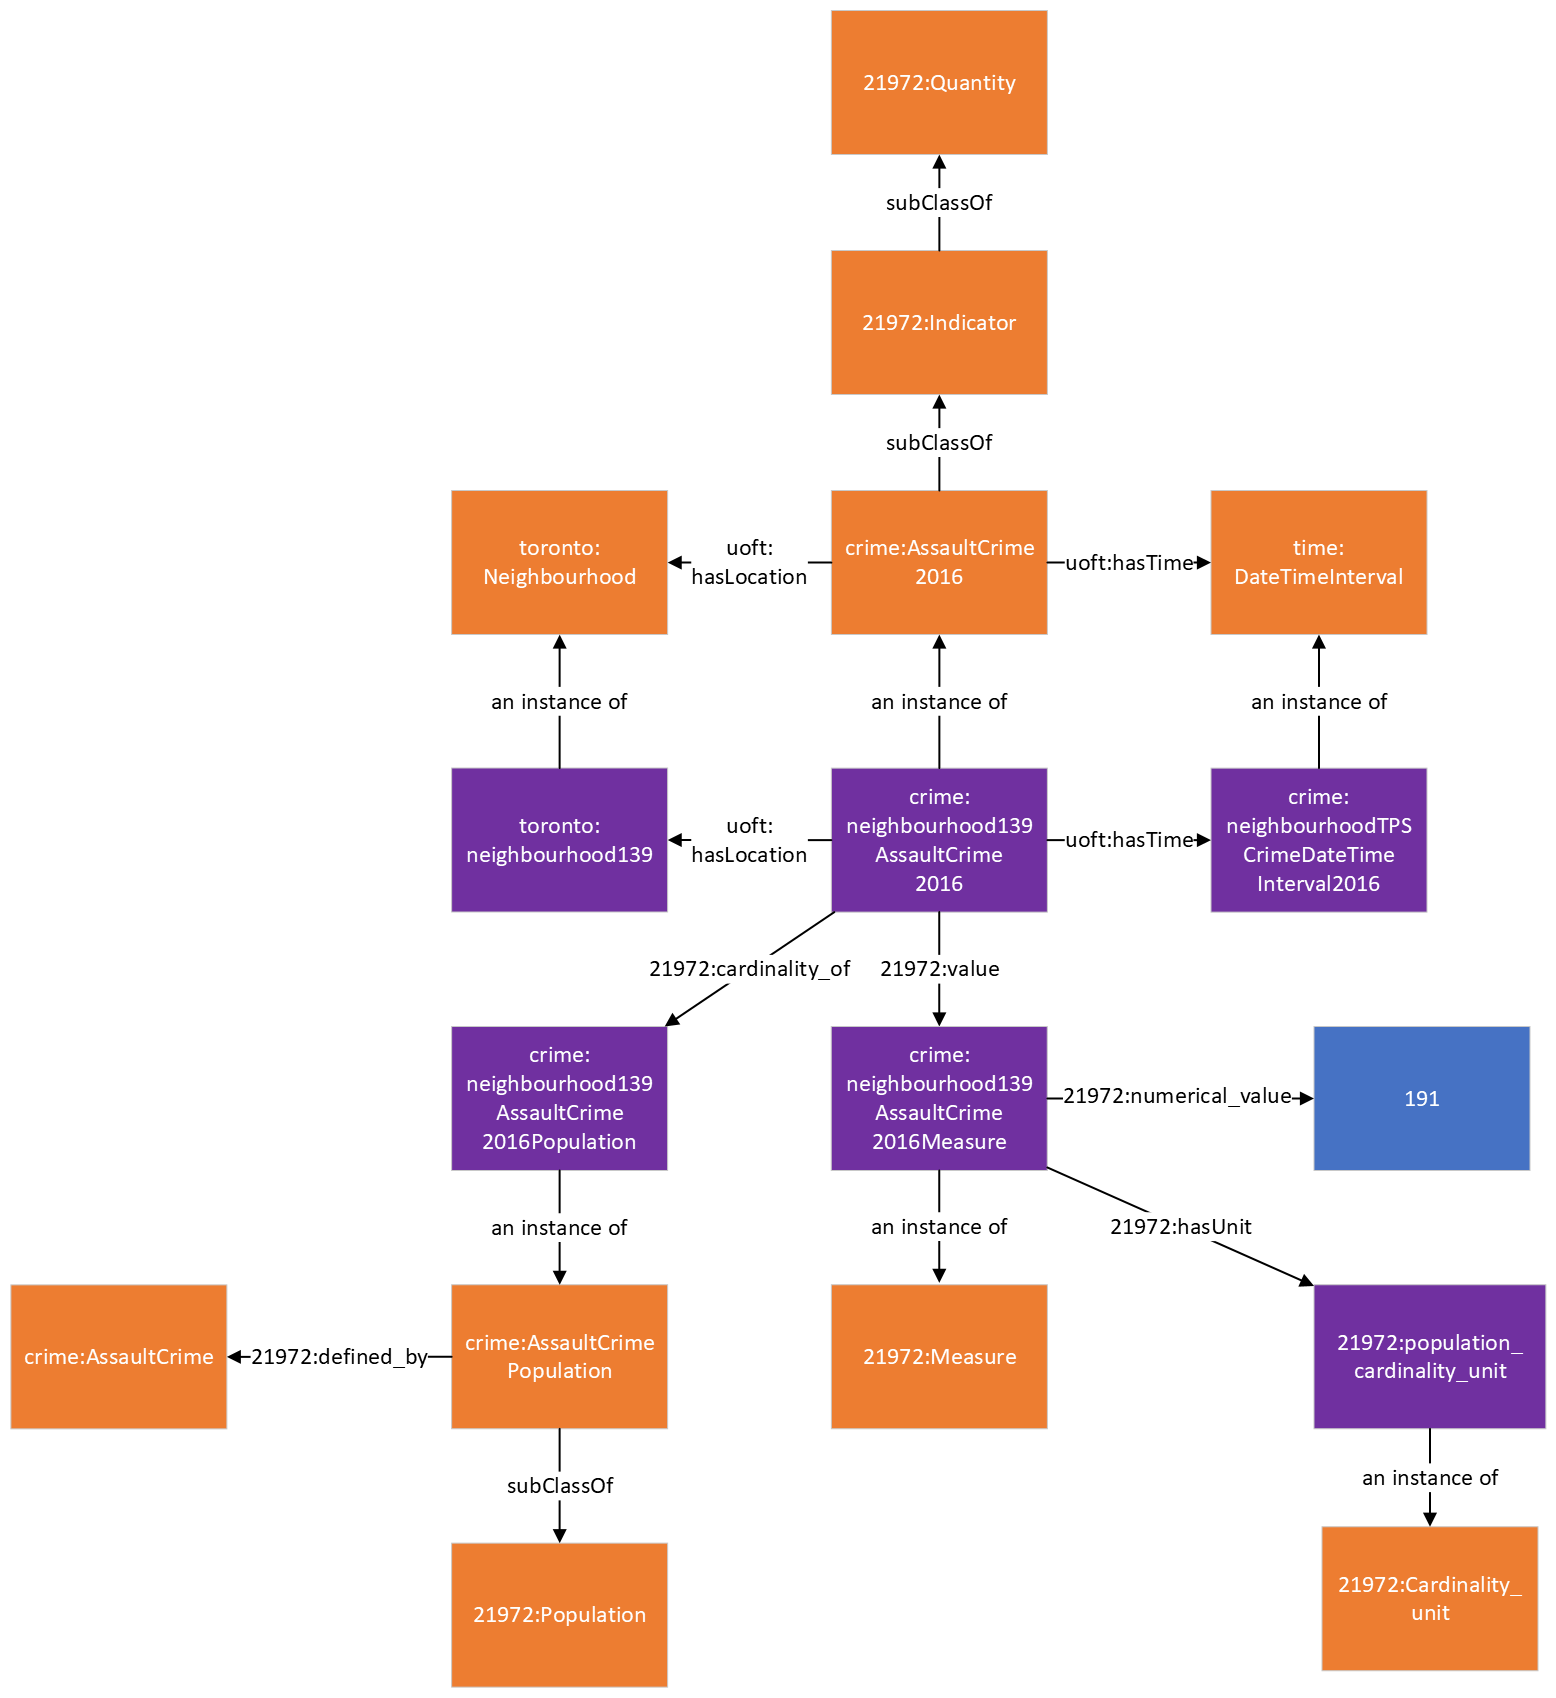 21972:Quantity
subClassOf
21972:Indicator
subClassOf
toronto:
Neighbourhood
uoft:
hasLocation
crime:AssaultCrime
2016
uoft:hasTime
time:
DateTimeInterval
an instance of
an instance of
an instance of
toronto:
neighbourhood139
uoft:
hasLocation
crime:
neighbourhood139
AssaultCrime
2016
uoft:hasTime
crime:
neighbourhoodTPS
CrimeDateTime
Interval2016
21972:cardinality_of
21972:value
crime:
neighbourhood139
AssaultCrime
2016Population
crime:
neighbourhood139
AssaultCrime
2016Measure
21972:numerical_value
191
an instance of
an instance of
21972:hasUnit
crime:AssaultCrime
21972:defined_by
crime:AssaultCrime
Population
21972:Measure
21972:population_
cardinality_unit
subClassOf
an instance of
21972:Population
21972:Cardinality_
unit